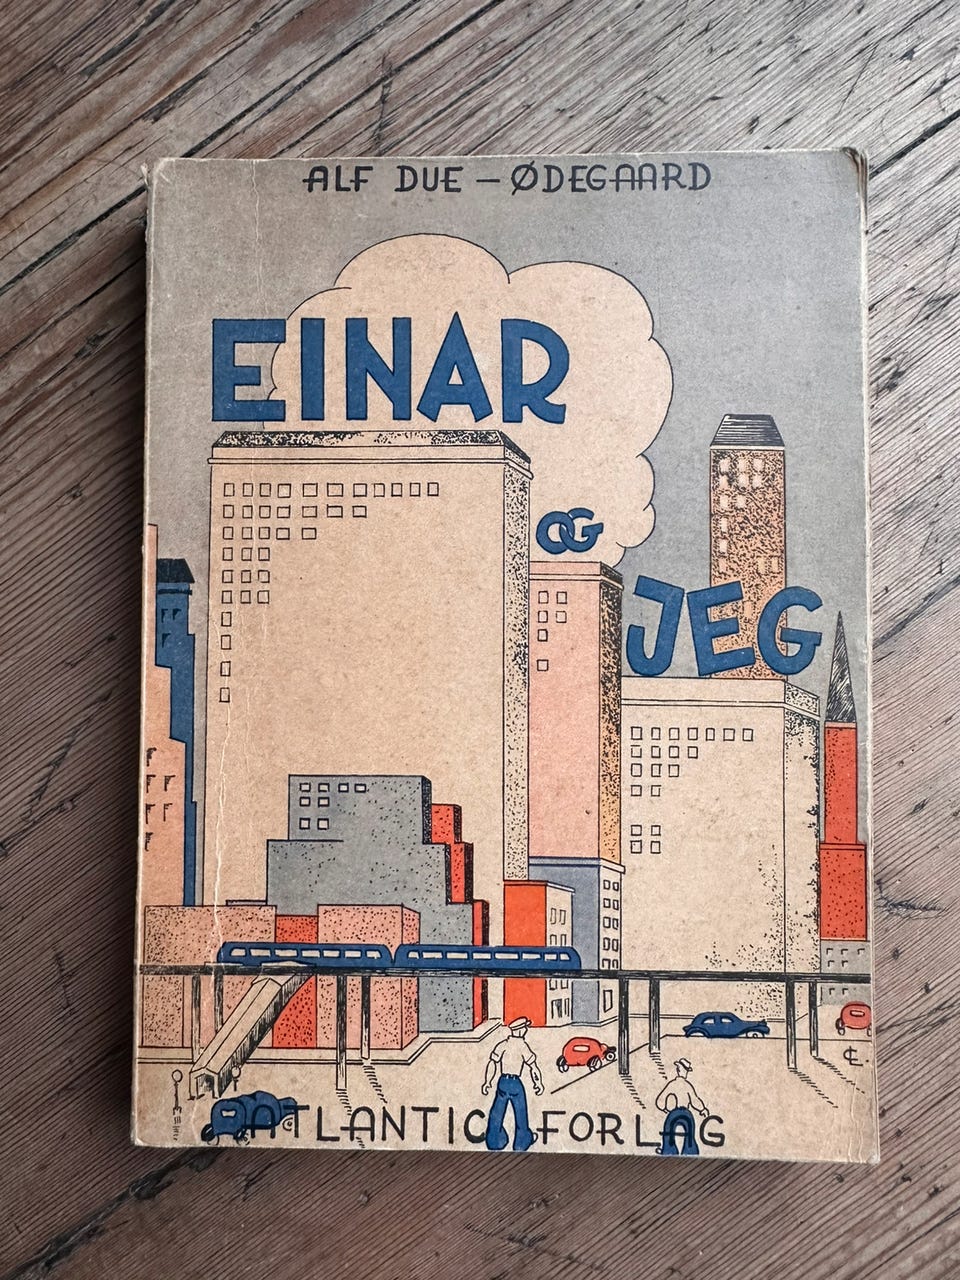 ALF DUE – ØDEGAARD
EINAR
OG
JEG
ATLANTIC FORLAG